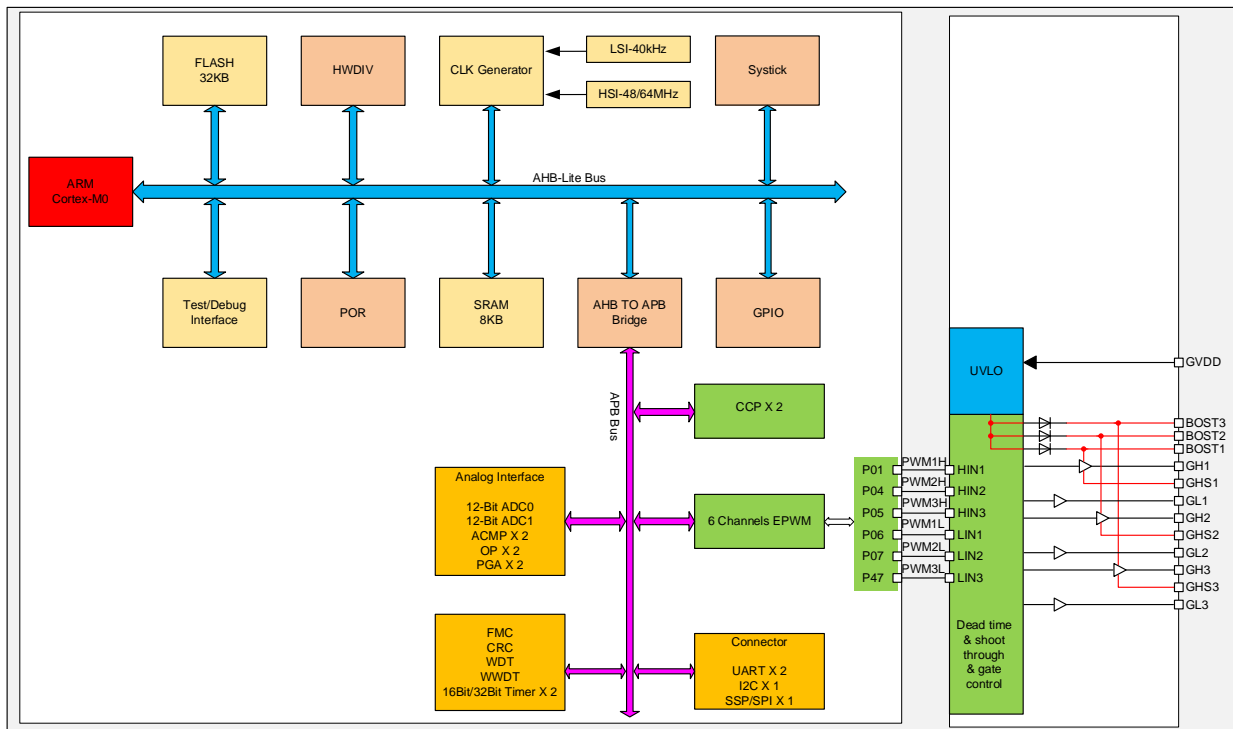 FLASH
32KB
HWDIV
CLK Generator
LSI-40kHz
HSI-48/64MHz
Systick
ARM
Cortex-M0
AHB-Lite Bus
Test/Debug
Interface
POR
SRAM
8KB
AHB TO APB
Bridge
GPIO
APB Bus
CCP X 2
Analog Interface
12-Bit ADC0
12-Bit ADC1
ACMP X 2
OP X 2
PGA X 2
6 Channels EPWM
FMC
CRC
WDT
WWDT
16Bit/32Bit Timer X 2
Connector
UART X 2
I2C X 1
SSP/SPI X 1
P01
P04
P05
P06
P07
P47
PWM1H
PWM2H
PWM3H
PWM1L
PWM2L
PWM3L
HIN1
HIN2
HIN3
LIN1
LIN2
LIN3
UVLO
Dead time
& shoot
through
& gate
control
GVDD
BOST3
BOST2
BOST1
GH1
GHS1
GL1
GH2
GHS2
GL2
GH3
GHS3
GL3